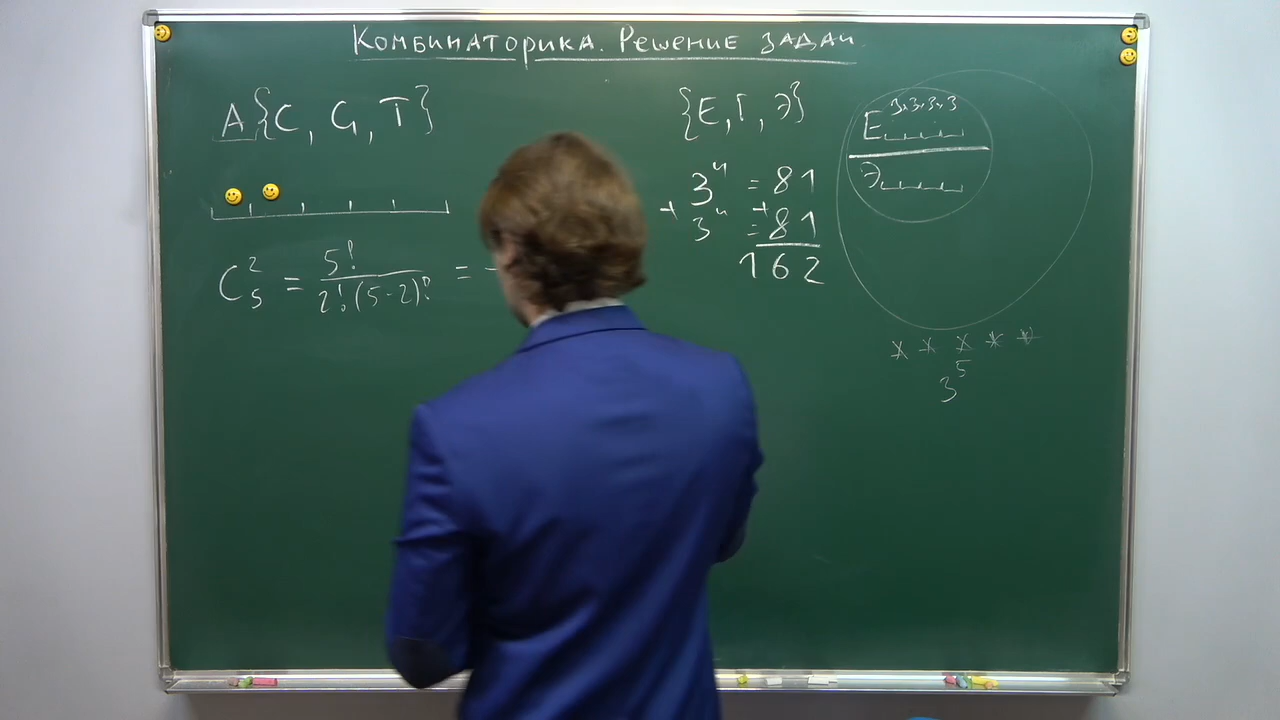 Комбинаторика. Решение задач
А{С, G, Т}
C₅² = 5! / 2!(5-2)! =
{Е, Г, Э}
3⁴ = 81
+ 3⁴ = + 81
162
3·3·3·3
Е
Э
х х х х х
3⁵